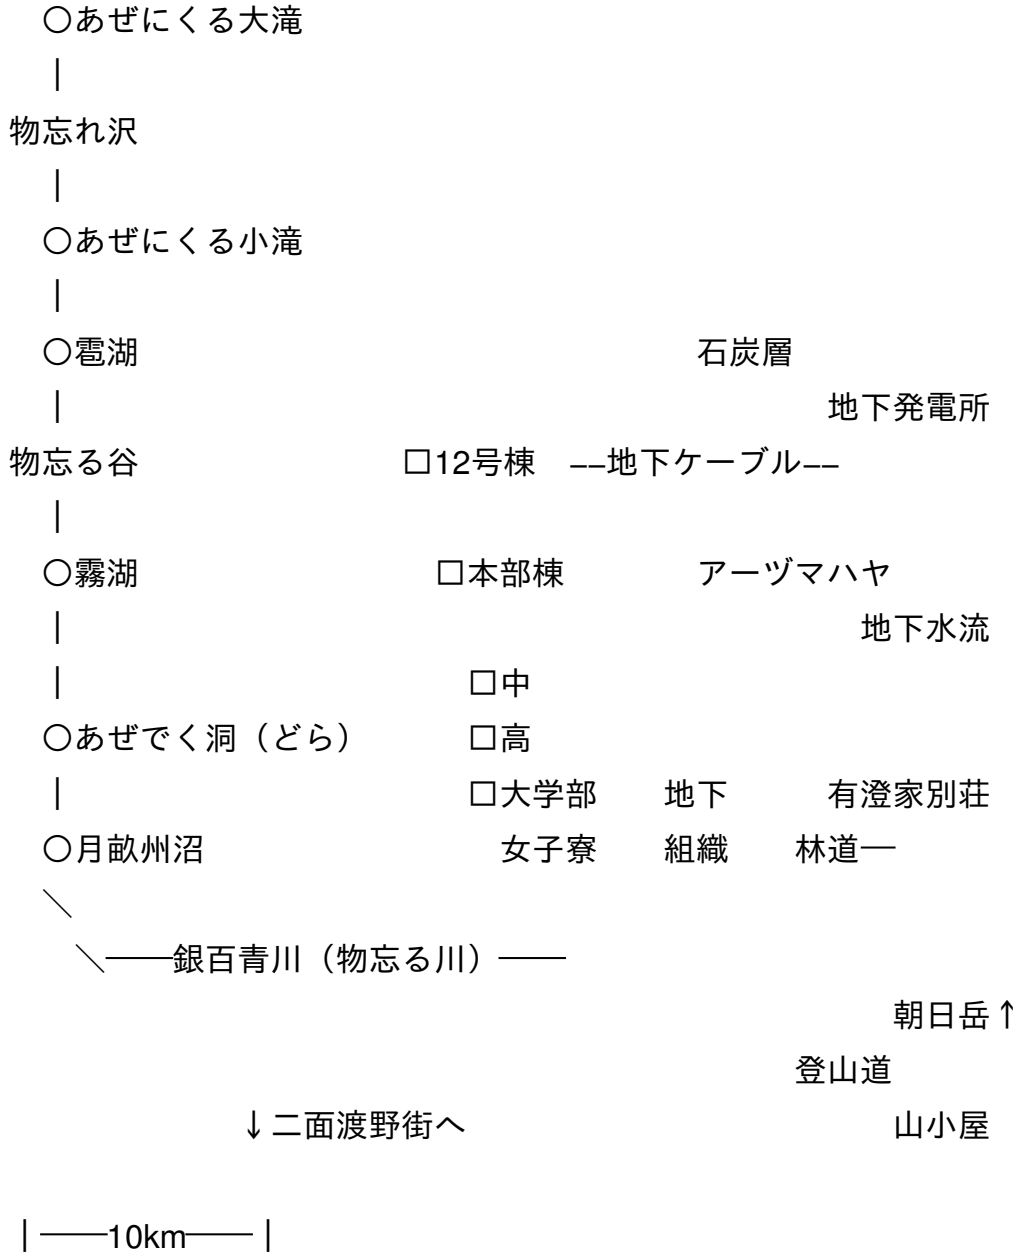 ○あぜにくる大滝
｜
物忘れ沢
｜
○あぜにくる小滝
｜
○雹湖　　　　　　　　　　　　　　　　　石炭層
｜　　　　　　　　　　　　　　　　　　　　　　　地下発電所
物忘る谷　　　　　　　　□12号棟　−−地下ケーブル−−
｜
○霧湖　　　　　　　　　□本部棟　　　　アーヅマハヤ
｜　　　　　　　　　　　　　　　　　　　　　　　　地下水流
｜　　　　　　　　　　　　□中
○あぜでく洞（どら）　　　□高
｜　　　　　　　　　　　　□大学部　　地下　　　有澄家別荘
○月畝州沼　　　　　　　　　女子寮　　組織　　林道─
＼
＼──銀百青川（物忘る川）──
朝日岳↑
登山道
↓二面渡野街へ　　　　　　　　　　　　　山小屋
｜──10km──｜